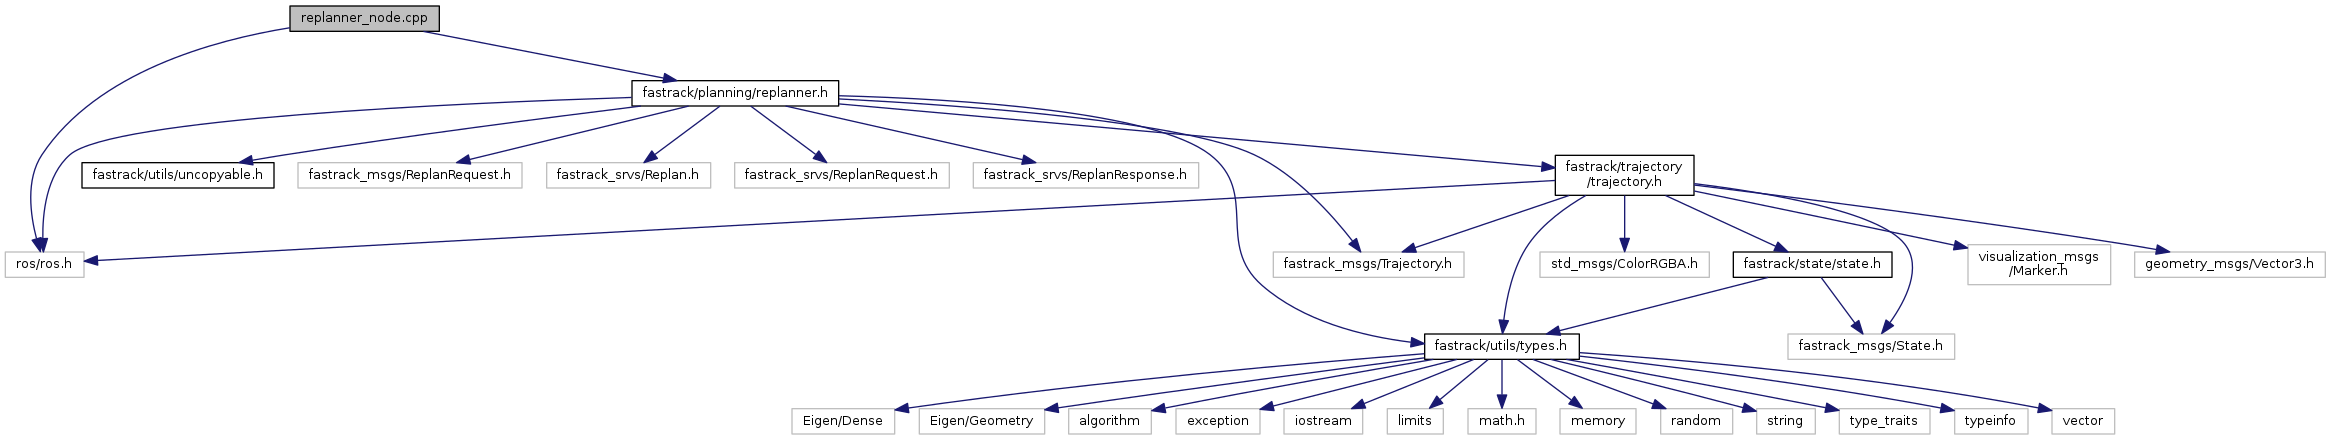 replanner_node.cpp
fastrack/planning/replanner.h
fastrack/utils/uncopyable.h
fastrack_msgs/ReplanRequest.h
fastrack_srvs/Replan.h
fastrack_srvs/ReplanRequest.h
fastrack_srvs/ReplanResponse.h
fastrack/trajectory
/trajectory.h
ros/ros.h
fastrack_msgs/Trajectory.h
std_msgs/ColorRGBA.h
fastrack/state/state.h
visualization_msgs
/Marker.h
geometry_msgs/Vector3.h
fastrack/utils/types.h
fastrack_msgs/State.h
Eigen/Dense
Eigen/Geometry
algorithm
exception
iostream
limits
math.h
memory
random
string
type_traits
typeinfo
vector